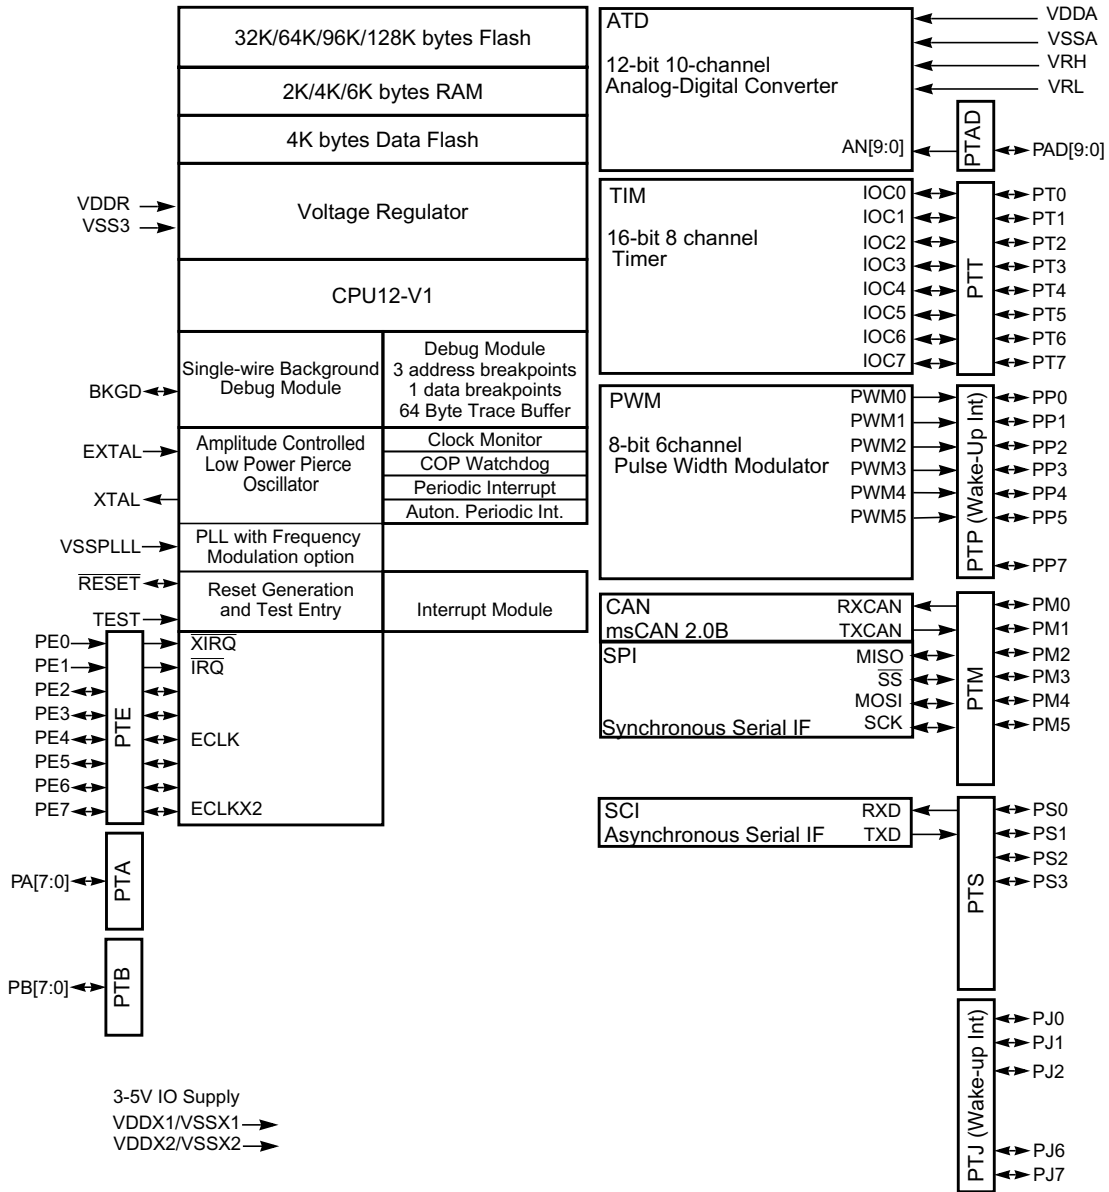 32K/64K/96K/128K bytes Flash
2K/4K/6K bytes RAM
4K bytes Data Flash
VDDR
VSS3
Voltage Regulator
CPU12-V1
BKGD
Single-wire Background
Debug Module
Debug Module
3 address breakpoints
1 data breakpoints
64 Byte Trace Buffer
EXTAL
XTAL
Amplitude Controlled
Low Power Pierce
Oscillator
Clock Monitor
COP Watchdog
Periodic Interrupt
Auton. Periodic Int.
VSSPLLL
PLL with Frequency
Modulation option
RESET
TEST
Reset Generation
and Test Entry
Interrupt Module
PE0
PE1
PE2
PE3
PE4
PE5
PE6
PE7
PTE
XIRQ
IRQ
ECLK
ECLKX2
PA[7:0]
PTA
PB[7:0]
PTB
3-5V IO Supply
VDDX1/VSSX1
VDDX2/VSSX2
ATD
12-bit 10-channel
Analog-Digital Converter
AN[9:0]
VDDA
VSSA
VRH
VRL
PTAD
PAD[9:0]
TIM
16-bit 8 channel
Timer
IOC0
IOC1
IOC2
IOC3
IOC4
IOC5
IOC6
IOC7
PTT
PT0
PT1
PT2
PT3
PT4
PT5
PT6
PT7
PWM
8-bit 6channel
Pulse Width Modulator
PWM0
PWM1
PWM2
PWM3
PWM4
PWM5
PTP (Wake-Up Int)
PP0
PP1
PP2
PP3
PP4
PP5
PP7
CAN
msCAN 2.0B
RXCAN
TXCAN
SPI
Synchronous Serial IF
MISO
SS
MOSI
SCK
PTM
PM0
PM1
PM2
PM3
PM4
PM5
SCI
Asynchronous Serial IF
RXD
TXD
PTS
PS0
PS1
PS2
PS3
PTJ (Wake-up Int)
PJ0
PJ1
PJ2
PJ6
PJ7